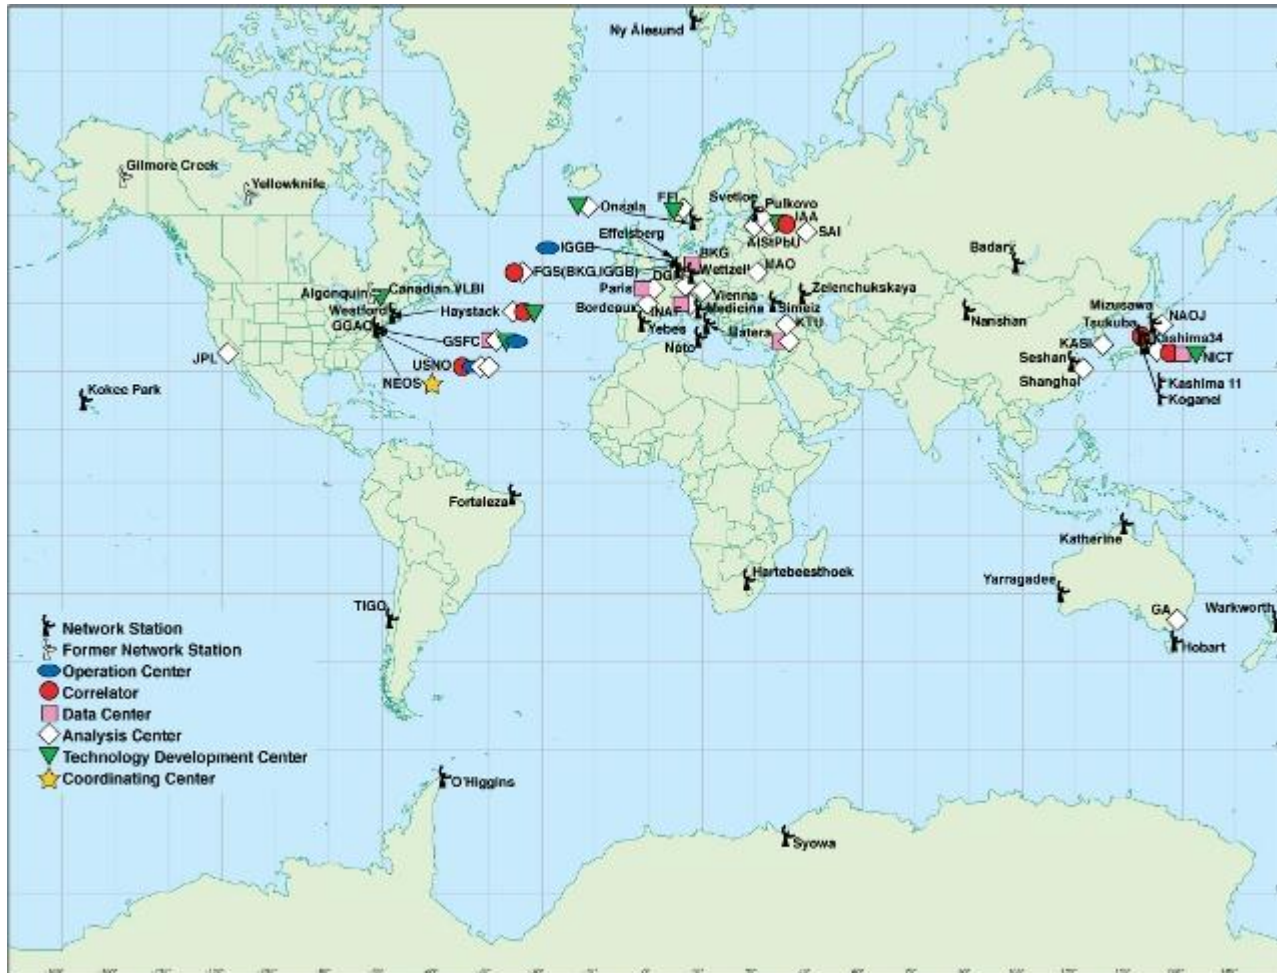 Ny Ålesund
Gilmore Creek
Yellowknife
Onsala
FFI
Svetloe
Pulkovo
IAA
SAI
AIStPbU
Effelsberg
IGGB
BKG
FGS(BKG,IGGB)
DGFI
Wettzell
MAO
Badary
Algonquin
Canadian VLBI
Paris
Vienna
Zelenchukskaya
Westford
Haystack
Bordeaux
INAF
Medicina
Simeiz
Nanshan
Mizusawa
NAOJ
GGAO
Yebes
Matera
KTU
Tsukuba
Kashima34
GSFC
Noto
KASI
JPL
USNO
Seshan
NICT
NEOS
Shanghai
Kashima 11
Kokee Park
Koganei
Fortaleza
Katherine
Hartebeesthoek
Yarragadee
TIGO
GA
Warkworth
Hobart
Network Station
Former Network Station
Operation Center
Correlator
Data Center
Analysis Center
Technology Development Center
Coordinating Center
O'Higgins
Syowa